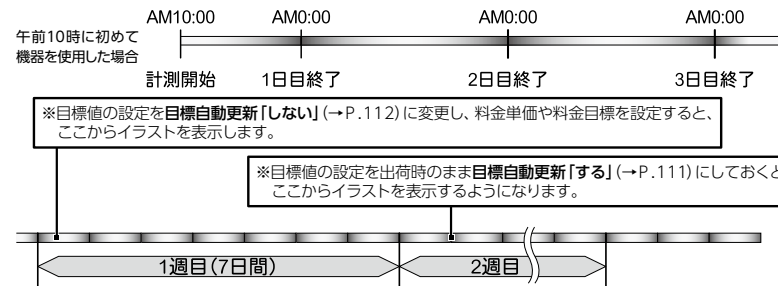 AM10:00 AM0:00 AM0:00 AM0:00
午前10時に初めて
機器を使用した場合
計測開始 1日目終了 2日目終了 3日目終了
※目標値の設定を目標自動更新「しない」(→P.112)に変更し、料金単価や料金目標を設定すると、
ここからイラストを表示します。
※目標値の設定を出荷時のまま目標自動更新「する」(→P.111)にしておくと
ここからイラストを表示するようになります。
1週目(7日間) 2週目